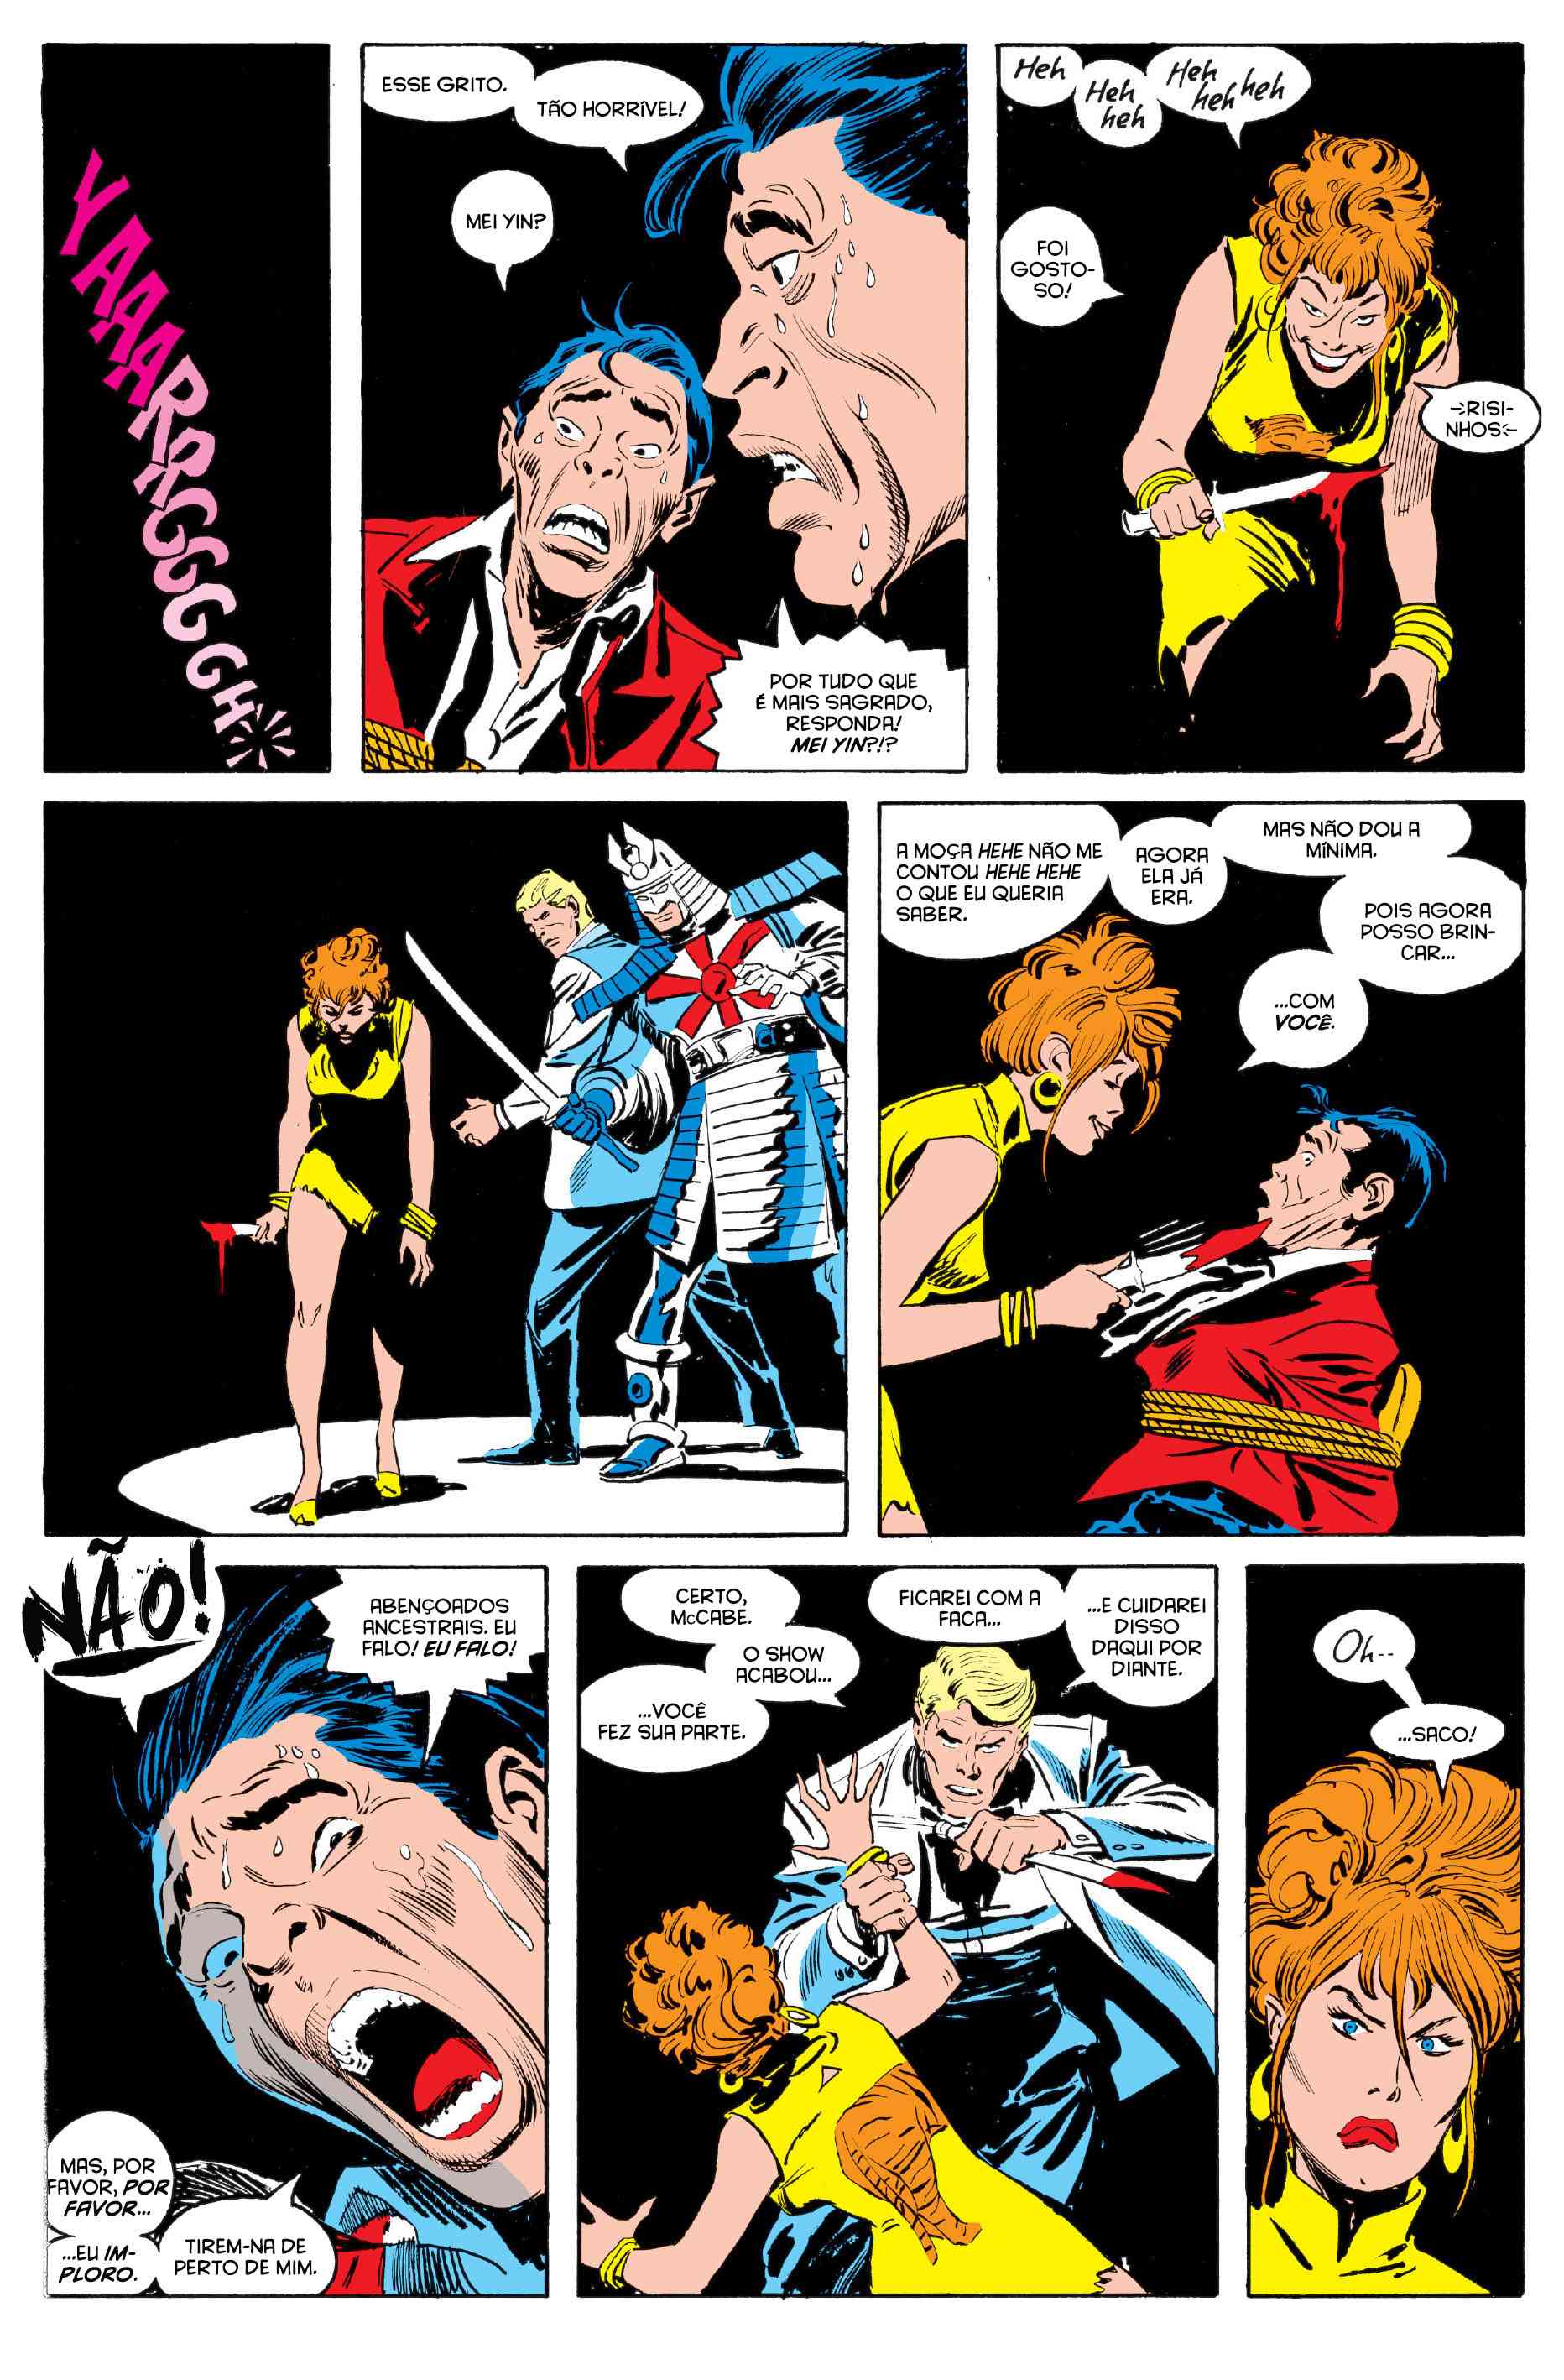 YAAAARRGGGGH
ESSE GRITO.
TÃO HORRÍVEL!
MEI YIN?
POR TUDO QUE
É MAIS SAGRADO,
RESPONDA!
MEI YIN?!?
Heh
Heh
heh
Heh
heh heh
FOI
GOSTO-
SO!
RISI-
NHOS
A MOÇA HEHE NÃO ME
CONTOU HEHE HEHE
O QUE EU QUERIA
SABER.
AGORA
ELA JÁ
ERA.
MAS NÃO DOU A
MÍNIMA.
POIS AGORA
POSSO BRIN-
CAR...
...COM
VOCÊ.
NÃO!
ABENÇOADOS
ANCESTRAIS. EU
FALO! EU FALO!
MAS, POR
FAVOR, POR
FAVOR...
...EU IM-
PLORO.
TIREM-NA DE
PERTO DE MIM.
CERTO,
McCABE.
O SHOW
ACABOU...
...VOCÊ
FEZ SUA PARTE.
FICAREI COM A
FACA...
...E CUIDAREI
DISSO
DAQUI POR
DIANTE.
Oh--
...SACO!